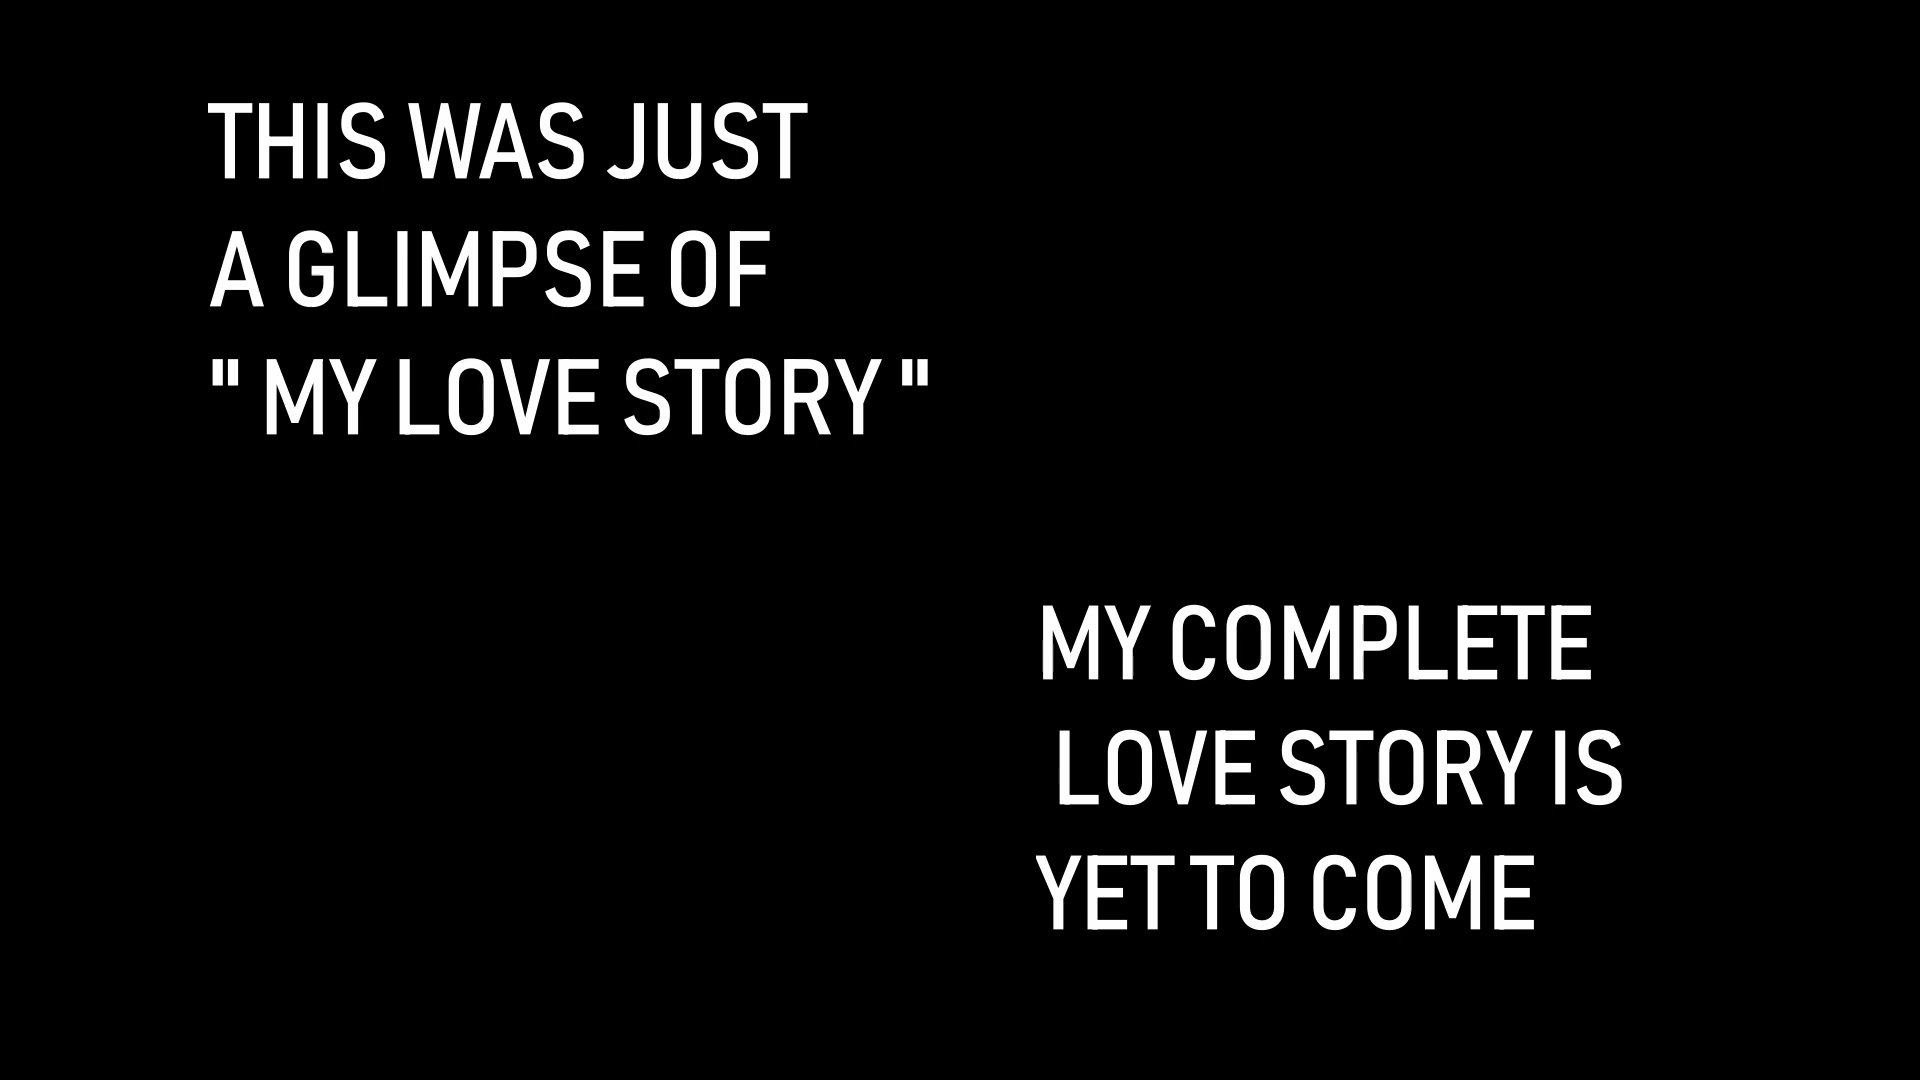 THIS WAS JUST
A GLIMPSE OF
" MY LOVE STORY "
MY COMPLETE
LOVE STORY IS
YET TO COME